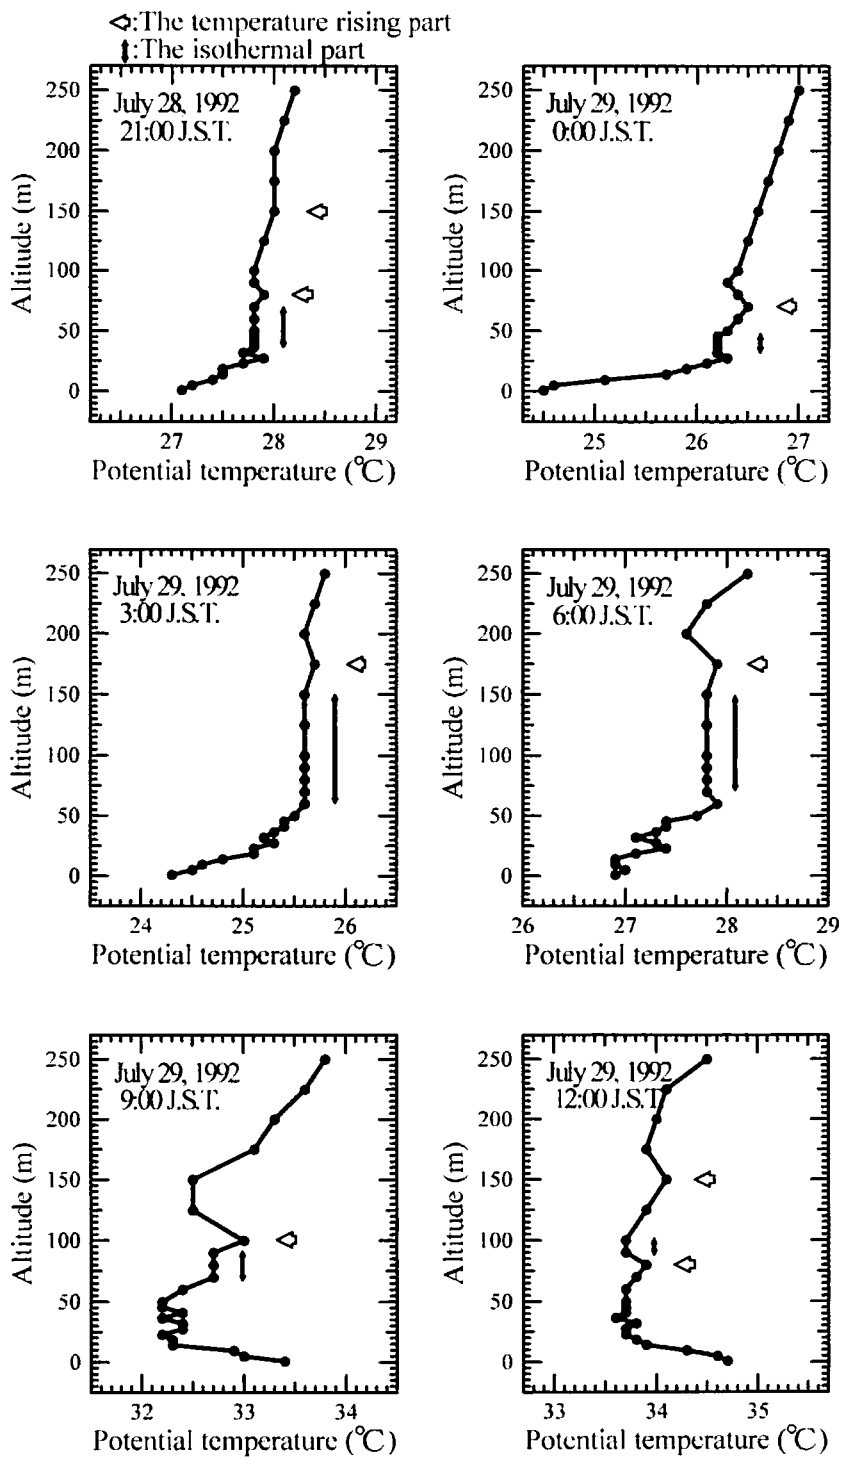 :The temperature rising part
:The isothermal part
250
200
150
100
50
0
Altitude (m)
July 28, 1992
21:00 J.S.T.
27 28 29
Potential temperature (°C)
250
200
150
100
50
0
Altitude (m)
July 29, 1992
0:00 J.S.T.
25 26 27
Potential temperature (°C)
250
200
150
100
50
0
Altitude (m)
July 29, 1992
3:00 J.S.T.
24 25 26
Potential temperature (°C)
250
200
150
100
50
0
Altitude (m)
July 29, 1992
6:00 J.S.T.
26 27 28 29
Potential temperature (°C)
250
200
150
100
50
0
Altitude (m)
July 29, 1992
9:00 J.S.T.
32 33 34
Potential temperature (°C)
250
200
150
100
50
0
Altitude (m)
July 29, 1992
12:00 J.S.T.
33 34 35
Potential temperature (°C)